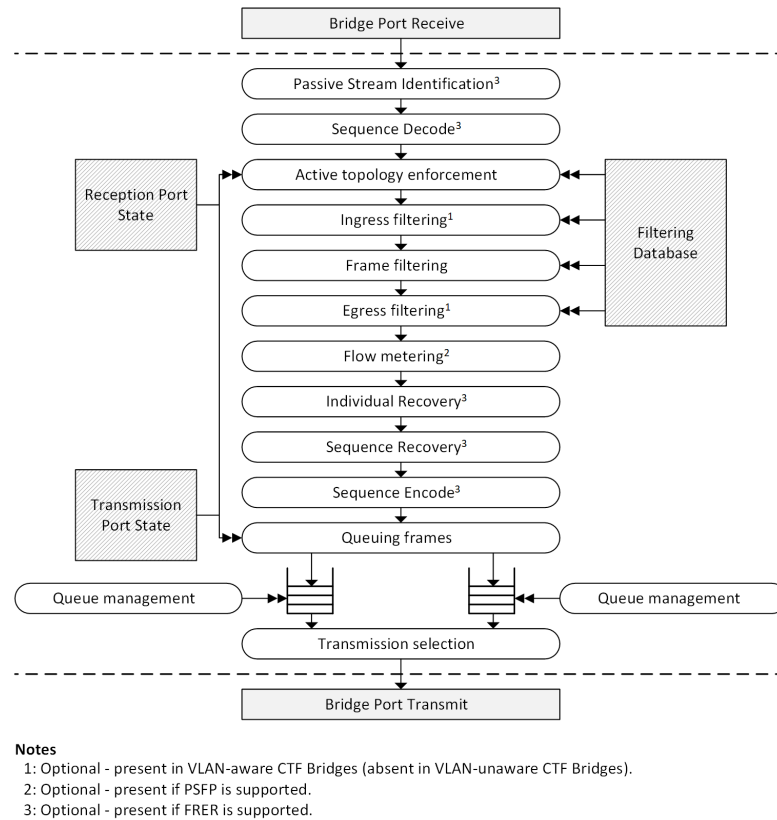 Bridge Port Receive
Passive Stream Identification³
Sequence Decode³
Active topology enforcement
Reception Port
State
Ingress filtering¹
Filtering
Database
Frame filtering
Egress filtering¹
Flow metering²
Individual Recovery³
Sequence Recovery³
Sequence Encode³
Transmission
Port State
Queuing frames
Queue management
Queue management
Transmission selection
Bridge Port Transmit
Notes
1: Optional - present in VLAN-aware CTF Bridges (absent in VLAN-unaware CTF Bridges).
2: Optional - present if PSFP is supported.
3: Optional - present if FRER is supported.